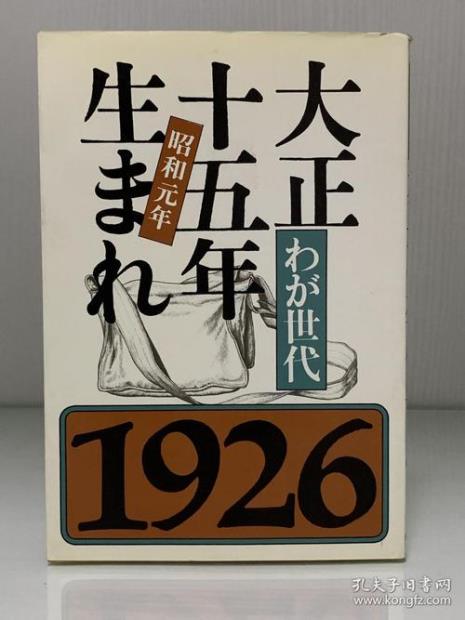 大正
十五年
生まれ
昭和元年
わが世代
1926
孔夫子旧书网
www.kongfz.com